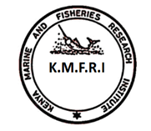 KENYA MARINE AND FISHERIES RESEARCH INSTITUTE
K.M.F.R.I